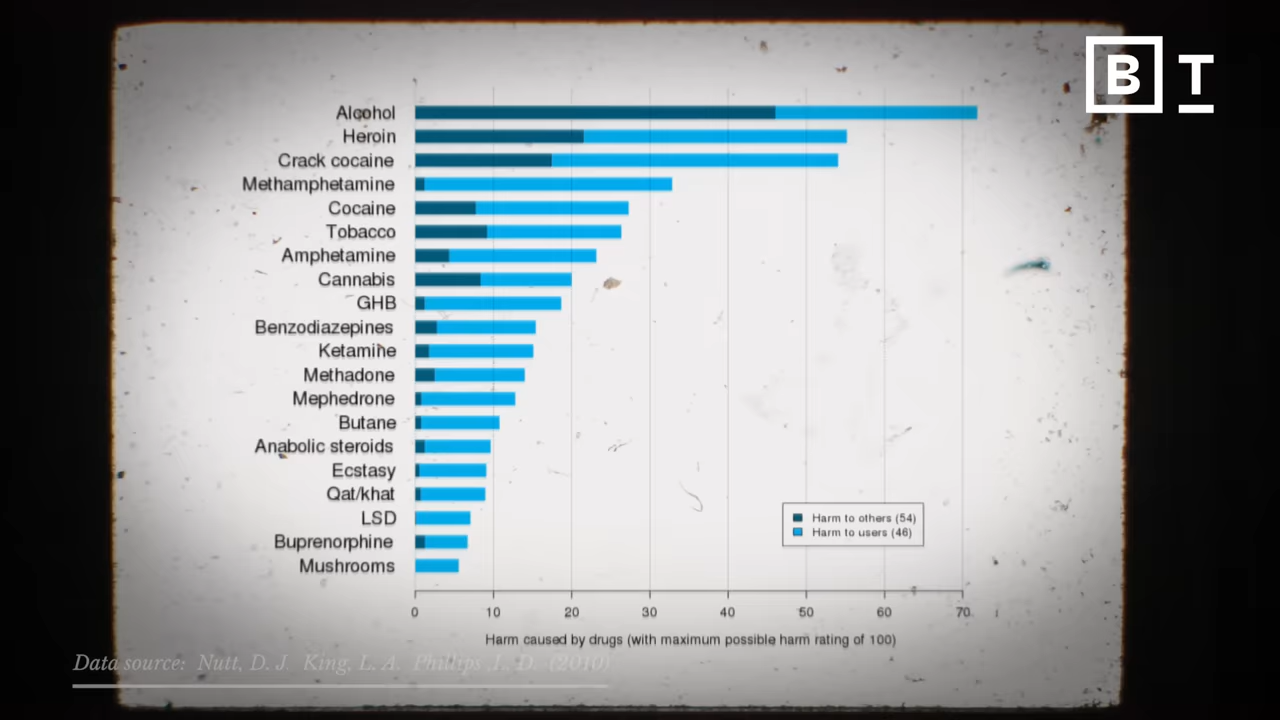 B T
Alcohol
Heroin
Crack cocaine
Methamphetamine
Cocaine
Tobacco
Amphetamine
Cannabis
GHB
Benzodiazepines
Ketamine
Methadone
Mephedrone
Butane
Anabolic steroids
Ecstasy
Qat/khat
LSD
Buprenorphine
Mushrooms
Harm to others (54)
Harm to users (46)
0 10 20 30 40 50 60 70
Harm caused by drugs (with maximum possible harm rating of 100)
Data source: Nutt, D. J King, L. A. Phillips ,L. D. (2010)